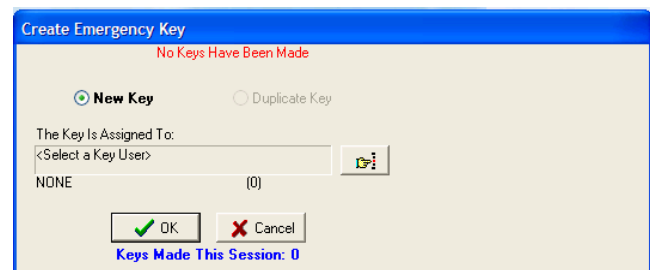 Create Emergency Key
No Keys Have Been Made
New Key Duplicate Key
The Key Is Assigned To:
<Select a Key User>
NONE (0)
OK Cancel
Keys Made This Session: 0